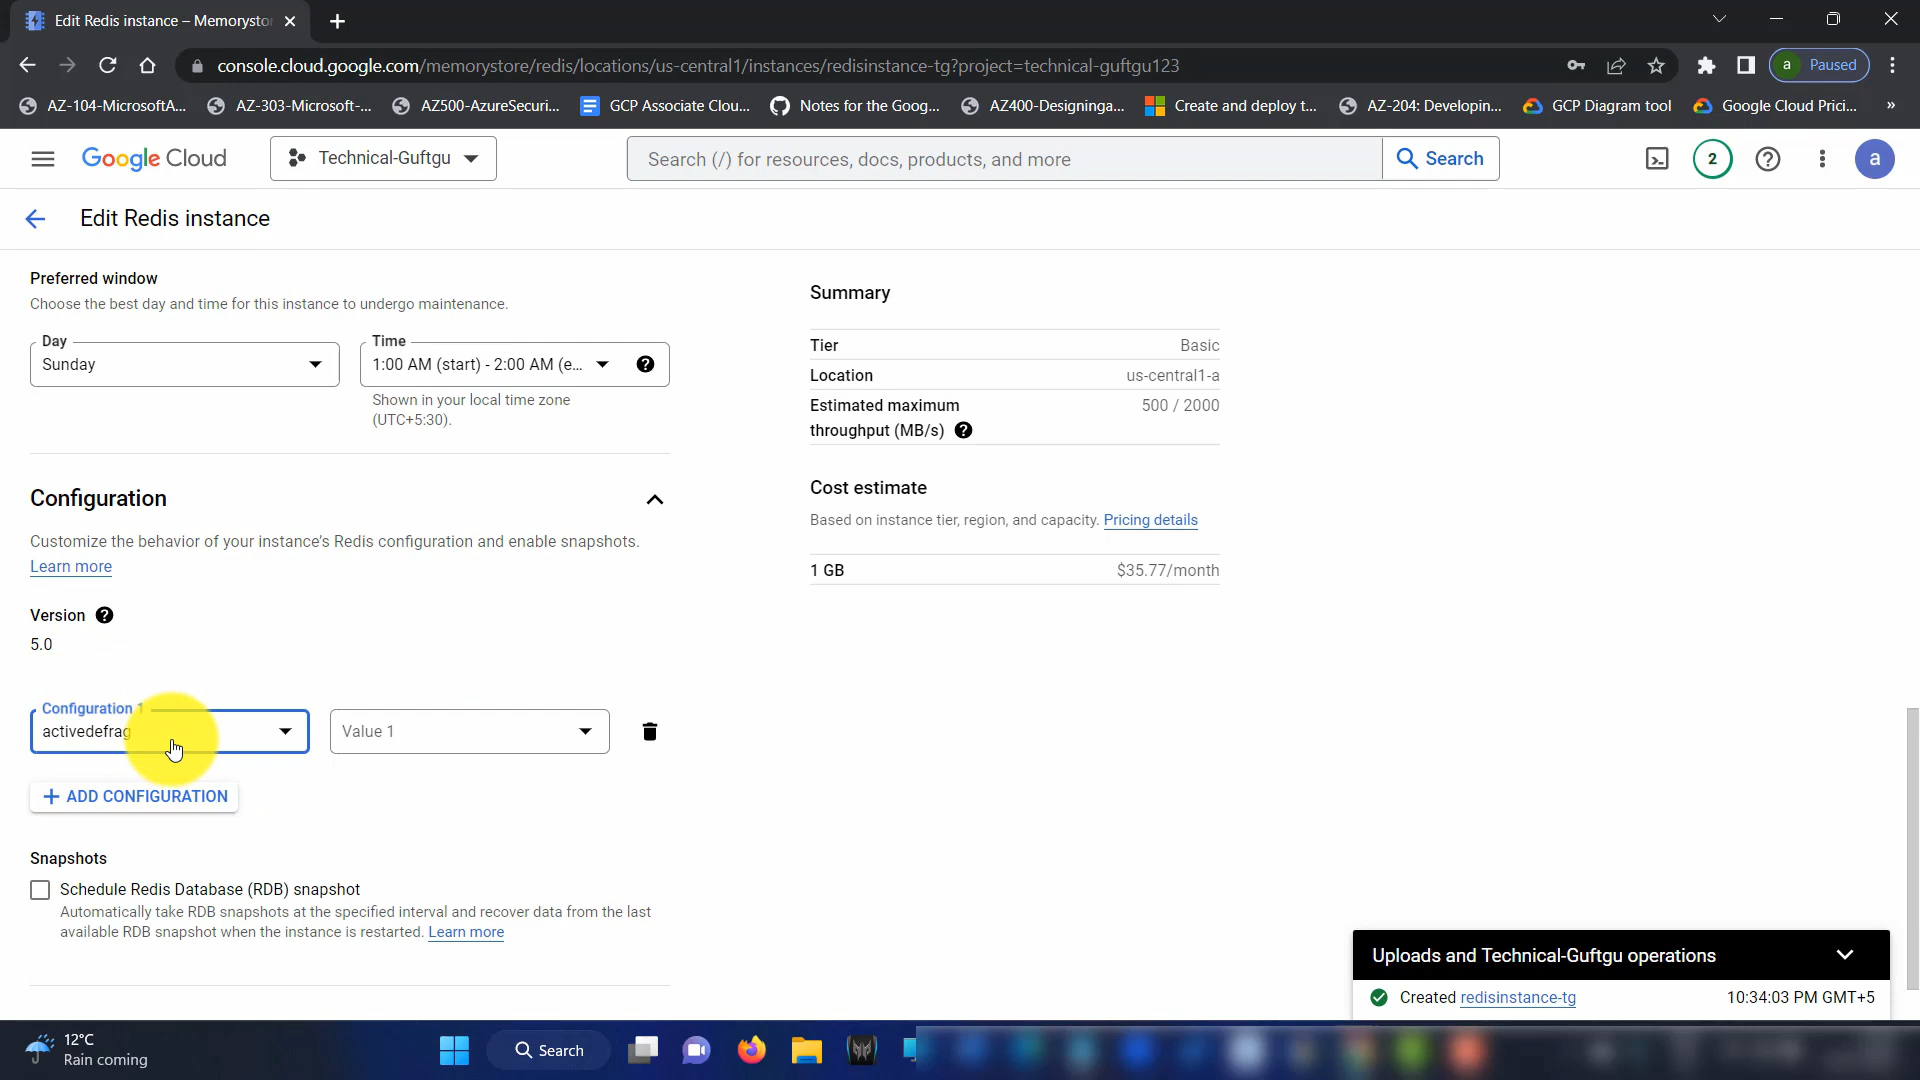 Edit Redis instance – Memorysto
console.cloud.google.com/memorystore/redis/locations/us-central1/instances/redisinstance-tg?project=technical-guftgu123
a Paused
AZ-104-MicrosoftA...
AZ-303-Microsoft-...
AZ500-AzureSecuri...
GCP Associate Clou...
Notes for the Goog...
AZ400-Designinga...
Create and deploy t...
AZ-204: Developin...
GCP Diagram tool
Google Cloud Prici...
»
Google Cloud
Technical-Guftgu
Search (/) for resources, docs, products, and more
Search
2
a
Edit Redis instance
Preferred window
Choose the best day and time for this instance to undergo maintenance.
Day
Sunday
Time
1:00 AM (start) - 2:00 AM (e...
Shown in your local time zone
(UTC+5:30).
Configuration
Customize the behavior of your instance's Redis configuration and enable snapshots.
Learn more
Version
5.0
Configuration 1
activedefrag
Value 1
ADD CONFIGURATION
Snapshots
Schedule Redis Database (RDB) snapshot
Automatically take RDB snapshots at the specified interval and recover data from the last
available RDB snapshot when the instance is restarted. Learn more
Summary
Tier Basic
Location us-central1-a
Estimated maximum 500 / 2000
throughput (MB/s)
Cost estimate
Based on instance tier, region, and capacity. Pricing details
1 GB $35.77/month
Uploads and Technical-Guftgu operations
Created redisinstance-tg 10:34:03 PM GMT+5
12°C
Rain coming
Search